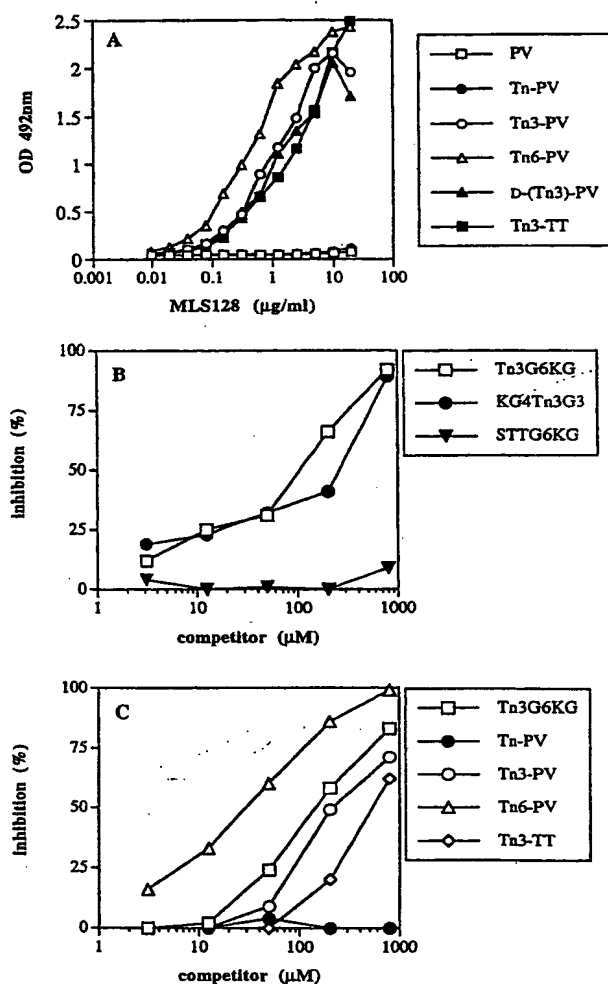 A
OD 492nm
2.5
2
1.5
1
0.5
0
0.001
0.01
0.1
1
10
100
MLS128 (µg/ml)
PV
Tn-PV
Tn3-PV
Tn6-PV
D-(Tn3)-PV
Tn3-TT
B
inhibition (%)
100
75
50
25
0
1
10
100
1000
competitor (µM)
Tn3G6KG
KG4Tn3G3
STTG6KG
C
Inhibition (%)
100
75
50
25
0
1
10
100
1000
competitor (µM)
Tn3G6KG
Tn-PV
Tn3-PV
Tn6-PV
Tn3-TT